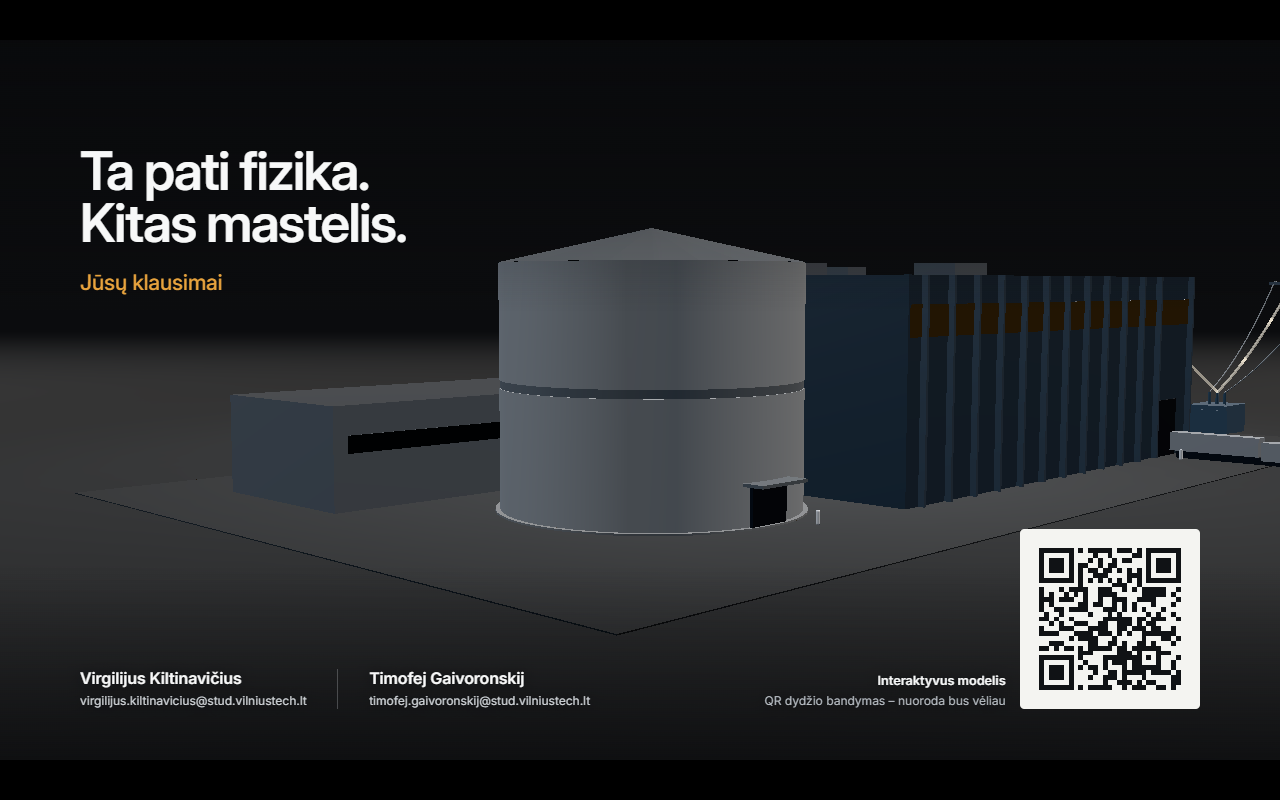 Ta pati fizika.
Kitas mastelis.
Jūsų klausimai
Virgilijus Kiltinavičius
virgilijus.kiltinavicius@stud.vilniustech.lt
Timofej Gaivoronskij
timofej.gaivoronskij@stud.vilniustech.lt
Interaktyvus modelis
QR dydžio bandymas – nuoroda bus vėliau